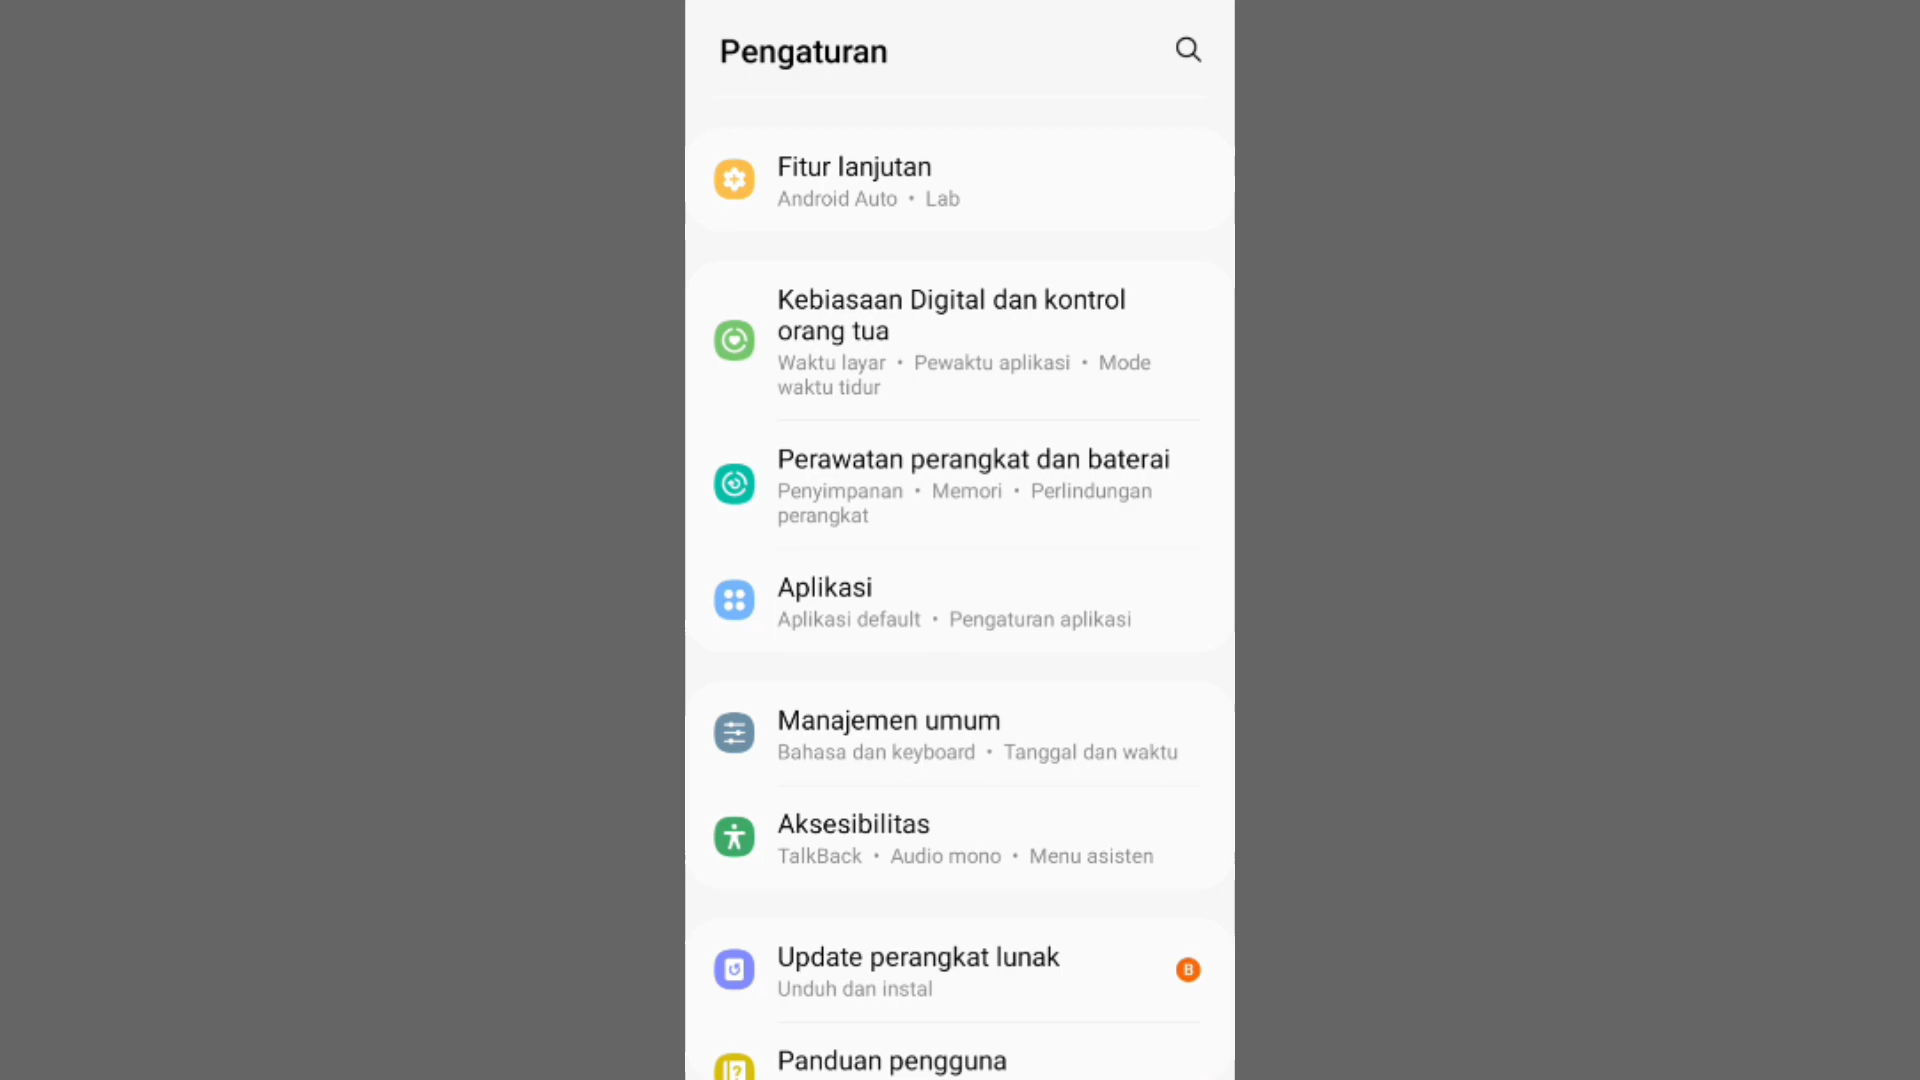 Pengaturan
Fitur lanjutan
Android Auto • Lab
Kebiasaan Digital dan kontrol
orang tua
Waktu layar • Pewaktu aplikasi • Mode
waktu tidur
Perawatan perangkat dan baterai
Penyimpanan • Memori • Perlindungan
perangkat
Aplikasi
Aplikasi default • Pengaturan aplikasi
Manajemen umum
Bahasa dan keyboard • Tanggal dan waktu
Aksesibilitas
TalkBack • Audio mono • Menu asisten
Update perangkat lunak
B
Unduh dan instal
Panduan pengguna